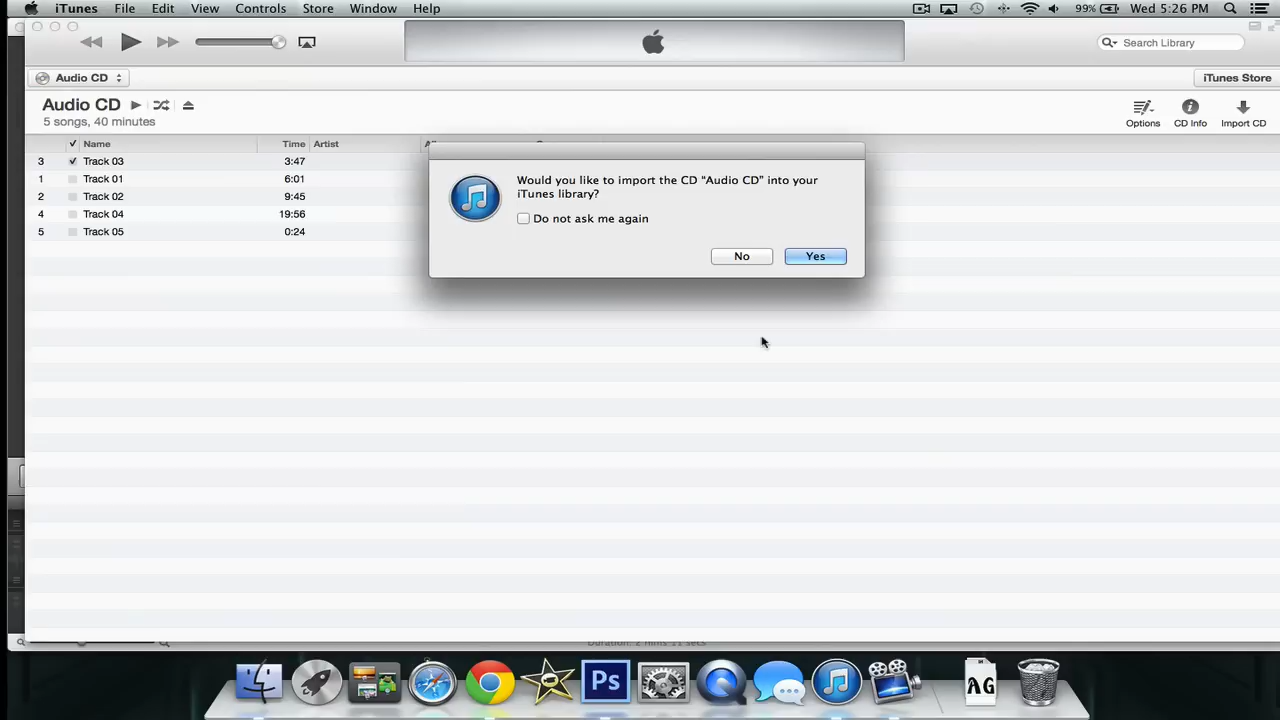 iTunes File Edit View Controls Store Window Help 99% Wed 5:26 PM
Search Library
Audio CD iTunes Store
Audio CD
5 songs, 40 minutes
Options CD Info Import CD
Name Time Artist
3 Track 03 3:47
1 Track 01 6:01
2 Track 02 9:45
4 Track 04 19:56
5 Track 05 0:24
Would you like to import the CD “Audio CD” into your
iTunes library?
Do not ask me again
No Yes
Ps
AG